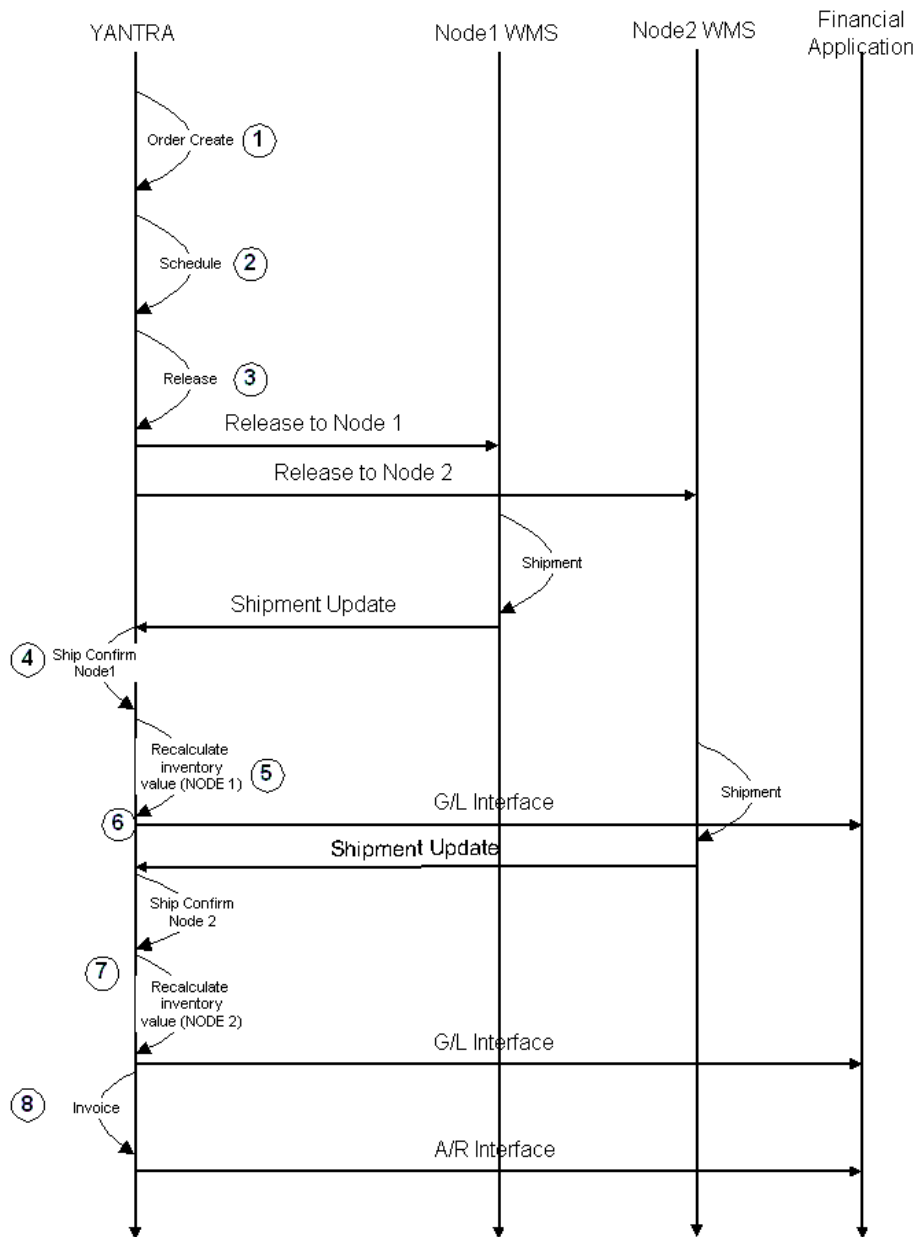 YANTRA
Node1 WMS
Node2 WMS
Financial
Application
Order Create
1
Schedule
2
Release
3
Release to Node 1
Release to Node 2
Shipment
Shipment Update
4
Ship Confirm
Node1
Recalculate
inventory
value (NODE 1)
5
Shipment
G/L Interface
6
Shipment Update
Ship Confirm
Node 2
7
Recalculate
inventory
value (NODE 2)
G/L Interface
8
Invoice
A/R Interface